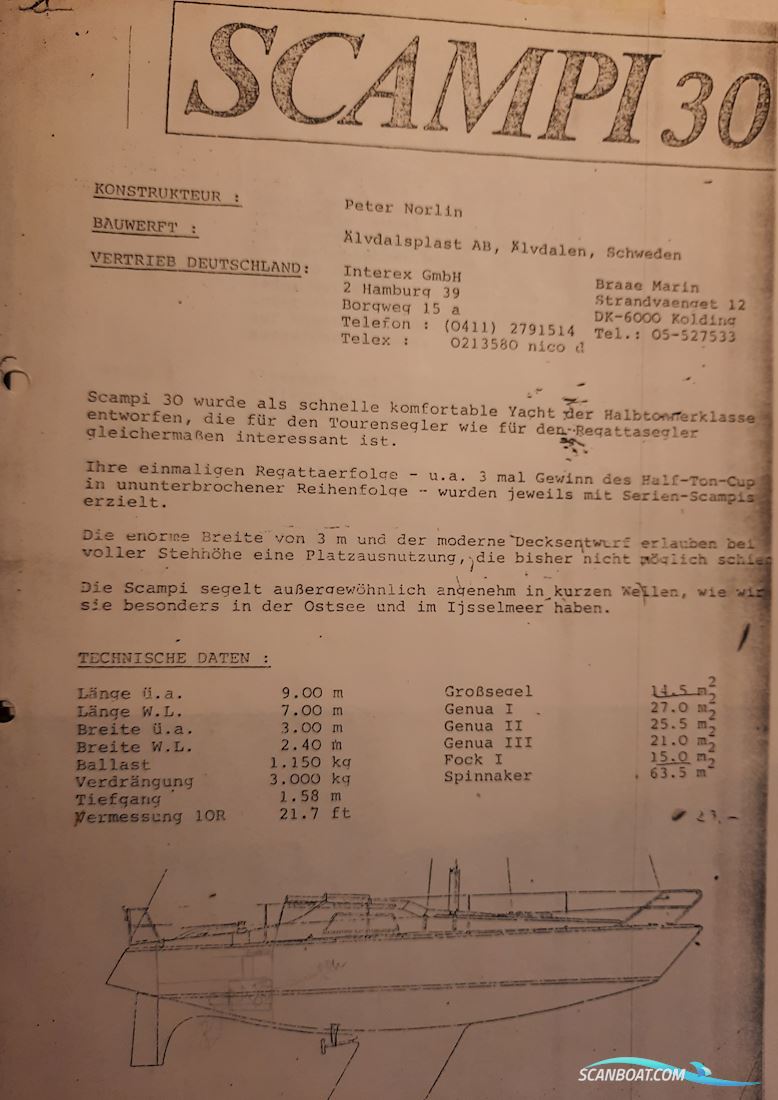 SCAMPI 30
KONSTRUKTEUR : Peter Norlin
BAUWERFT : Älvdalsplast AB, Älvdalen, Schweden
VERTRIEB DEUTSCHLAND: Interex GmbH
2 Hamburg 39
Borgweg 15 a
Telefon : (0411) 2791514
Telex : 0213580 nico d
Braae Marin
Strandvaenget 12
DK-6000 Kolding
Tel.: 05-527533
Scampi 30 wurde als schnelle komfortable Yacht der Halbtonnerklasse
entworfen, die für den Tourensegler wie für den Regattasegler
gleichermaßen interessant ist.
Ihre einmaligen Regattaerfolge - u.a. 3 mal Gewinn des Half-Ton-Cup
in ununterbrochener Reihenfolge - wurden jeweils mit Serien-Scampis
erzielt.
Die enorme Breite von 3 m und der moderne Decksentwurf erlauben bei
voller Stehhöhe eine Platzausnutzung, die bisher nicht möglich
Die Scampi segelt außergewöhnlich angenehm in kurzen Wellen, wie wir
sie besonders in der Ostsee und im Ijsselmeer haben.
TECHNISCHE DATEN :
Länge ü.a. 9.00 m Großsegel 14.5 m2
Länge W.L. 7.00 m Genua I 27.0 m2
Breite ü.a. 3.00 m Genua II 25.5 m2
Breite W.L. 2.40 m Genua III 21.0 m2
Ballast 1.150 kg Fock I 15.0 m2
Verdrängung 3.000 kg Spinnaker 63.5 m2
Tiefgang 1.58 m
Vermessung IOR 21.7 ft
23.-
SCANBOAT.COM